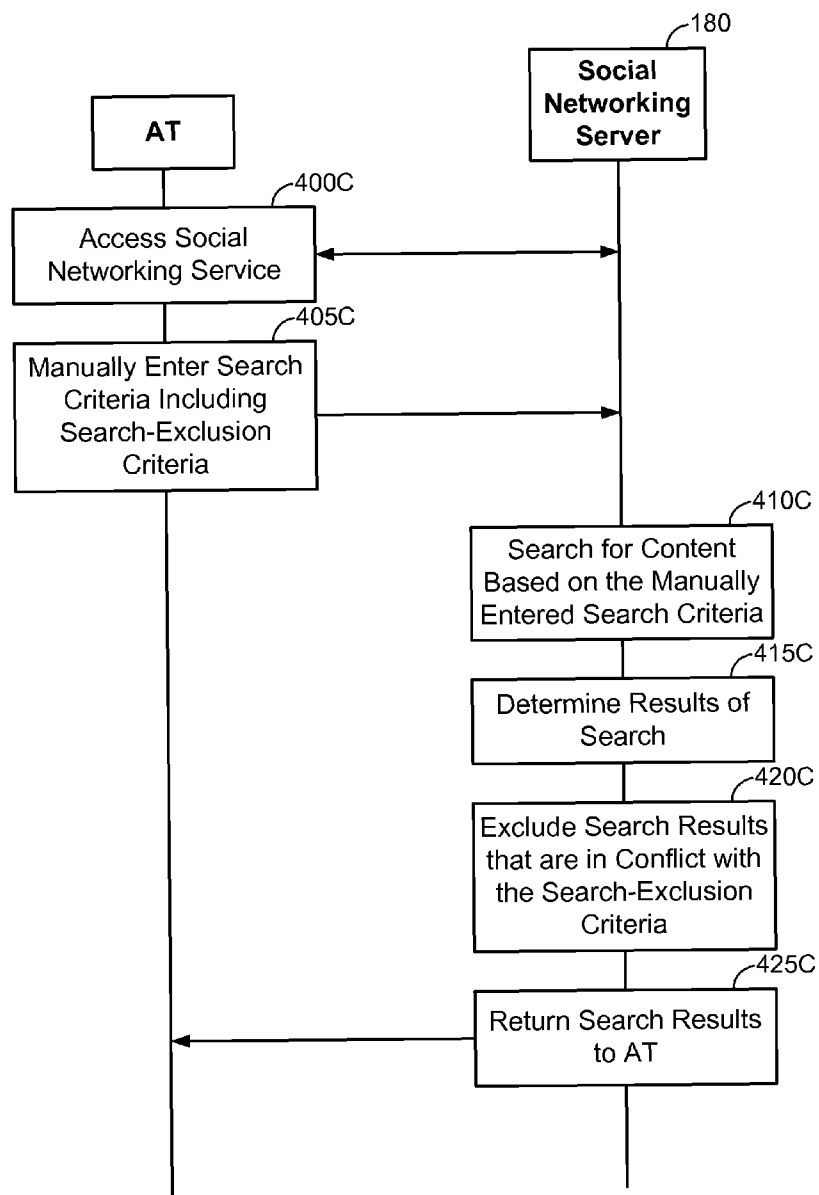 180
Social
Networking
Server
AT
400C
Access Social
Networking Service
405C
Manually Enter Search
Criteria Including
Search-Exclusion
Criteria
410C
Search for Content
Based on the Manually
Entered Search Criteria
415C
Determine Results of
Search
420C
Exclude Search Results
that are in Conflict with
the Search-Exclusion
Criteria
425C
Return Search Results
to AT